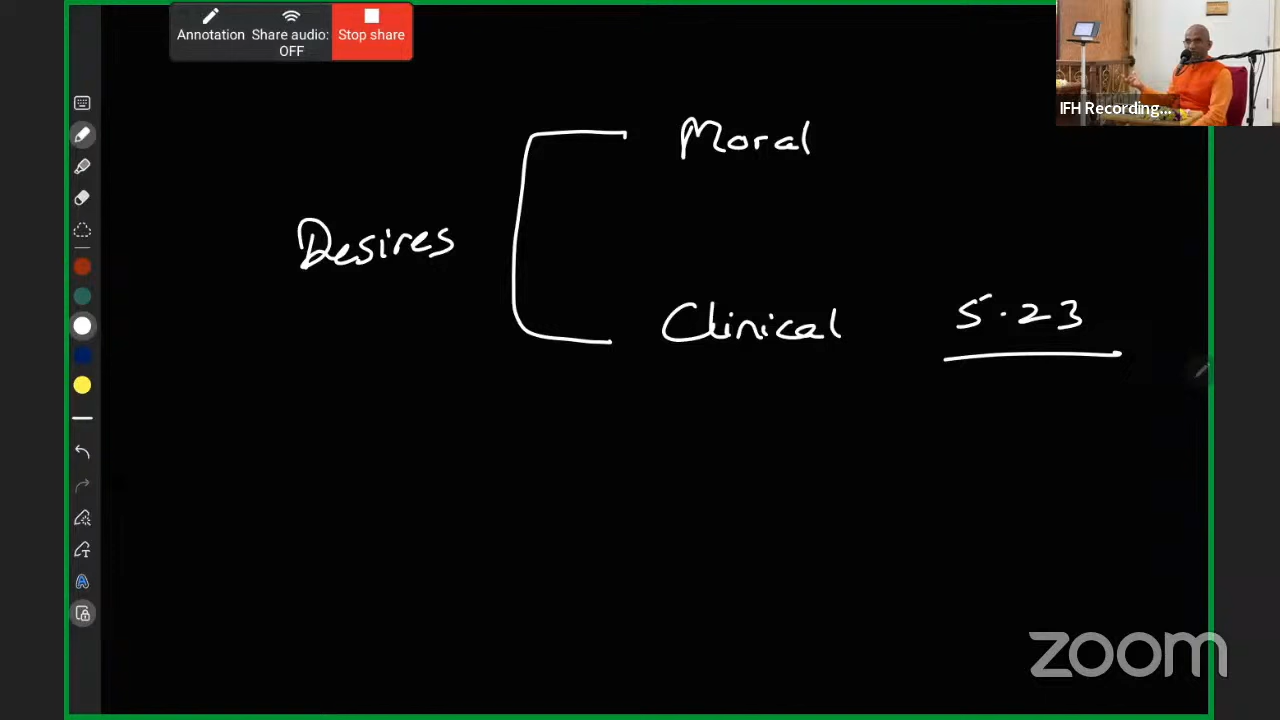 Annotation
Share audio:
OFF
Stop share
IFH Recording...
Moral
Desires
Clinical 5.23
zoom